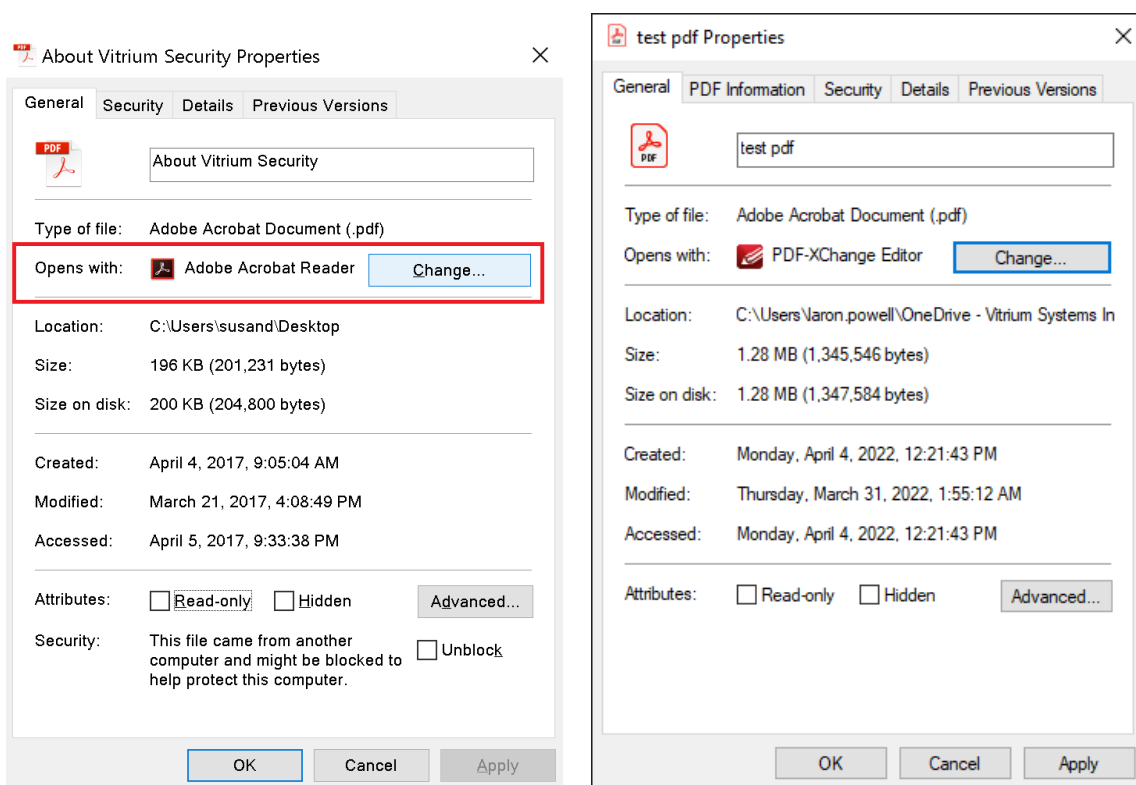 About Vitrium Security Properties
General Security Details Previous Versions
PDF
About Vitrium Security
Type of file: Adobe Acrobat Document (.pdf)
Opens with: Adobe Acrobat Reader Change...
Location: C:\Users\susand\Desktop
Size: 196 KB (201,231 bytes)
Size on disk: 200 KB (204,800 bytes)
Created: April 4, 2017, 9:05:04 AM
Modified: March 21, 2017, 4:08:49 PM
Accessed: April 5, 2017, 9:33:38 PM
Attributes: Read-only Hidden Advanced...
Security: This file came from another
computer and might be blocked to
help protect this computer.
Unblock
OK Cancel Apply
test pdf Properties
General PDF Information Security Details Previous Versions
PDF
test pdf
Type of file: Adobe Acrobat Document (.pdf)
Opens with: PDF-XChange Editor Change...
Location: C:\Users\laron.powell\OneDrive - Vitrium Systems In
Size: 1.28 MB (1,345,546 bytes)
Size on disk: 1.28 MB (1,347,584 bytes)
Created: Monday, April 4, 2022, 12:21:43 PM
Modified: Thursday, March 31, 2022, 1:55:12 AM
Accessed: Monday, April 4, 2022, 12:21:43 PM
Attributes: Read-only Hidden Advanced...
OK Cancel Apply